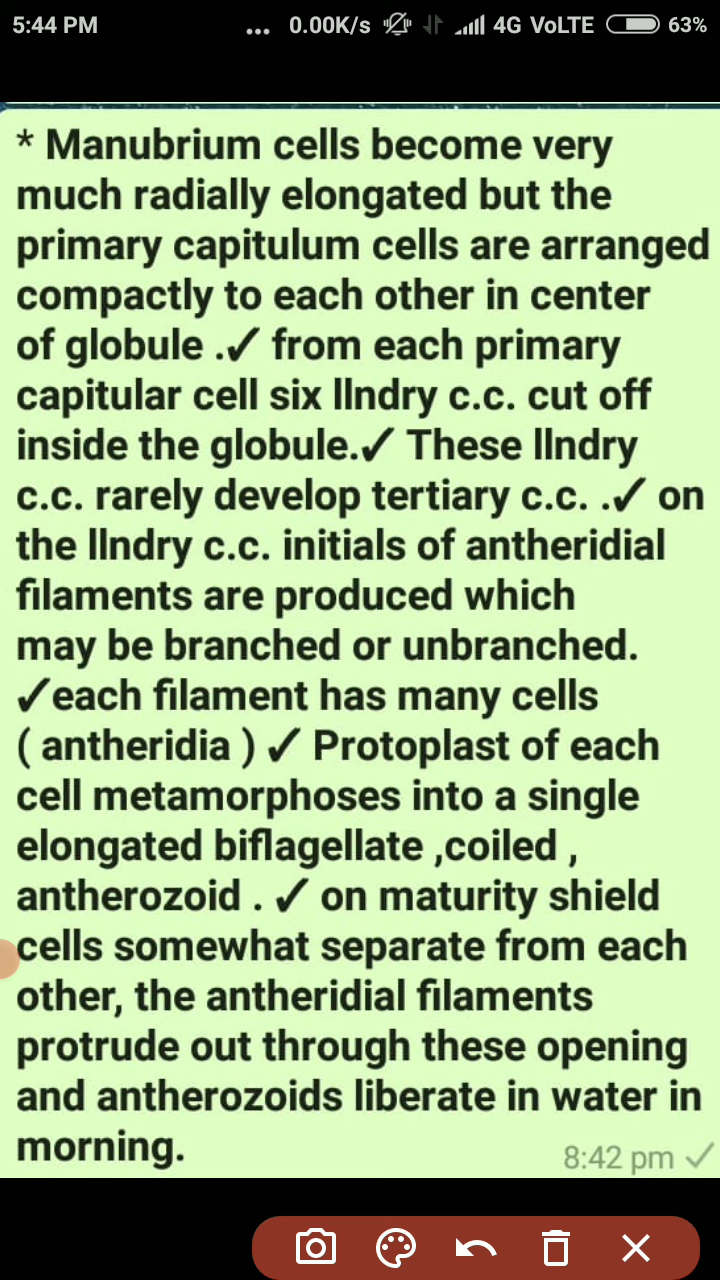 5:44 PM ... 0.00K/s 4G VoLTE 63%
* Manubrium cells become very
much radially elongated but the
primary capitulum cells are arranged
compactly to each other in center
of globule .✓ from each primary
capitular cell six llndry c.c. cut off
inside the globule.✓ These llndry
c.c. rarely develop tertiary c.c. .✓ on
the llndry c.c. initials of antheridial
filaments are produced which
may be branched or unbranched.
✓each filament has many cells
( antheridia ) ✓ Protoplast of each
cell metamorphoses into a single
elongated biflagellate ,coiled ,
antherozoid . ✓ on maturity shield
cells somewhat separate from each
other, the antheridial filaments
protrude out through these opening
and antherozoids liberate in water in
morning.
8:42 pm ✓